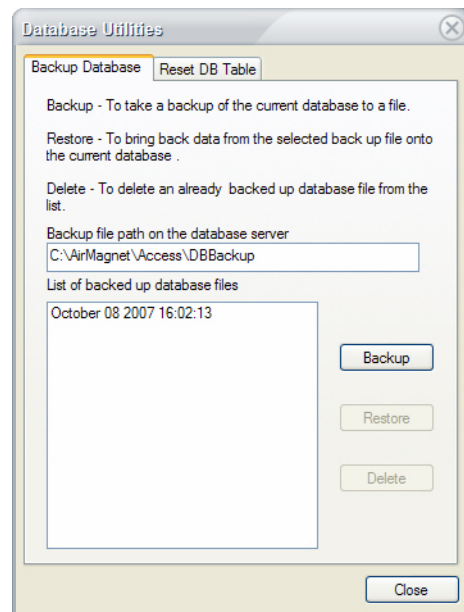 Database Utilities
Backup Database
Reset DB Table
Backup - To take a backup of the current database to a file.
Restore - To bring back data from the selected back up file onto
the current database .
Delete - To delete an already backed up database file from the
list.
Backup file path on the database server
C:\AirMagnet\Access\DBBackup
List of backed up database files
October 08 2007 16:02:13
Backup
Restore
Delete
Close